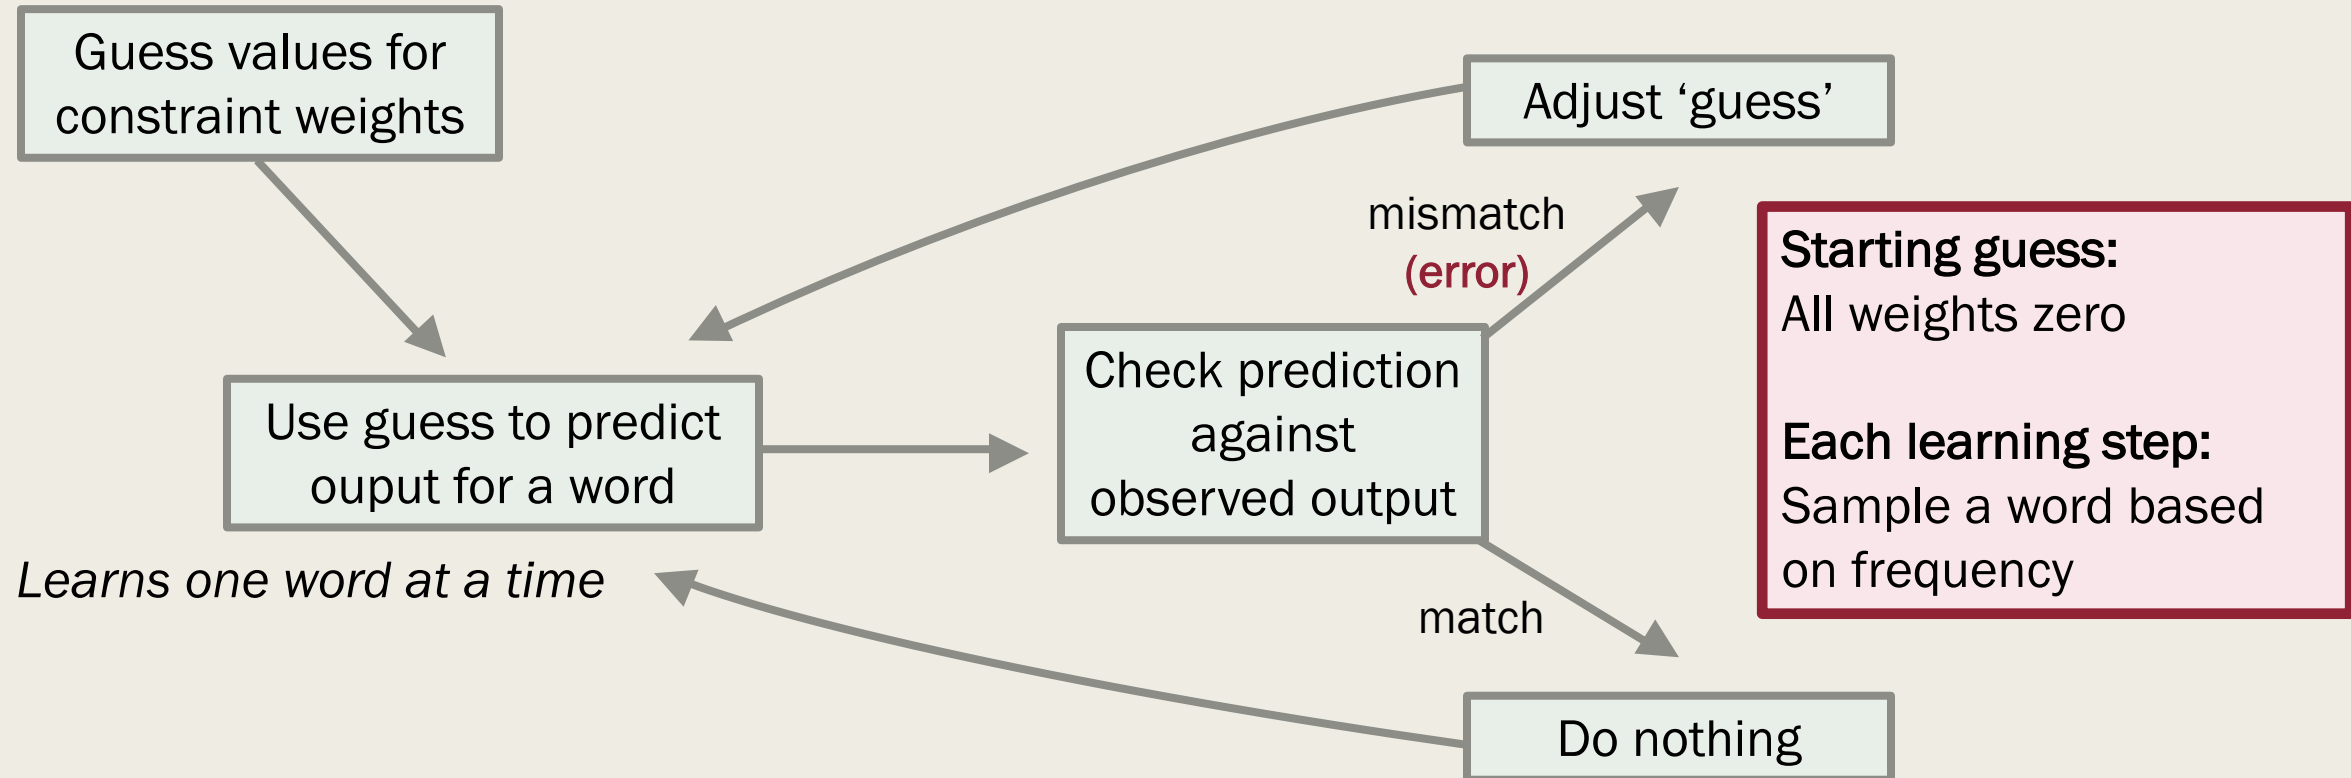 Guess values for
constraint weights
Adjust ‘guess’
mismatch
(error)
Starting guess:
All weights zero
Each learning step:
Sample a word based
on frequency
Use guess to predict
ouput for a word
Check prediction
against
observed output
Learns one word at a time
match
Do nothing